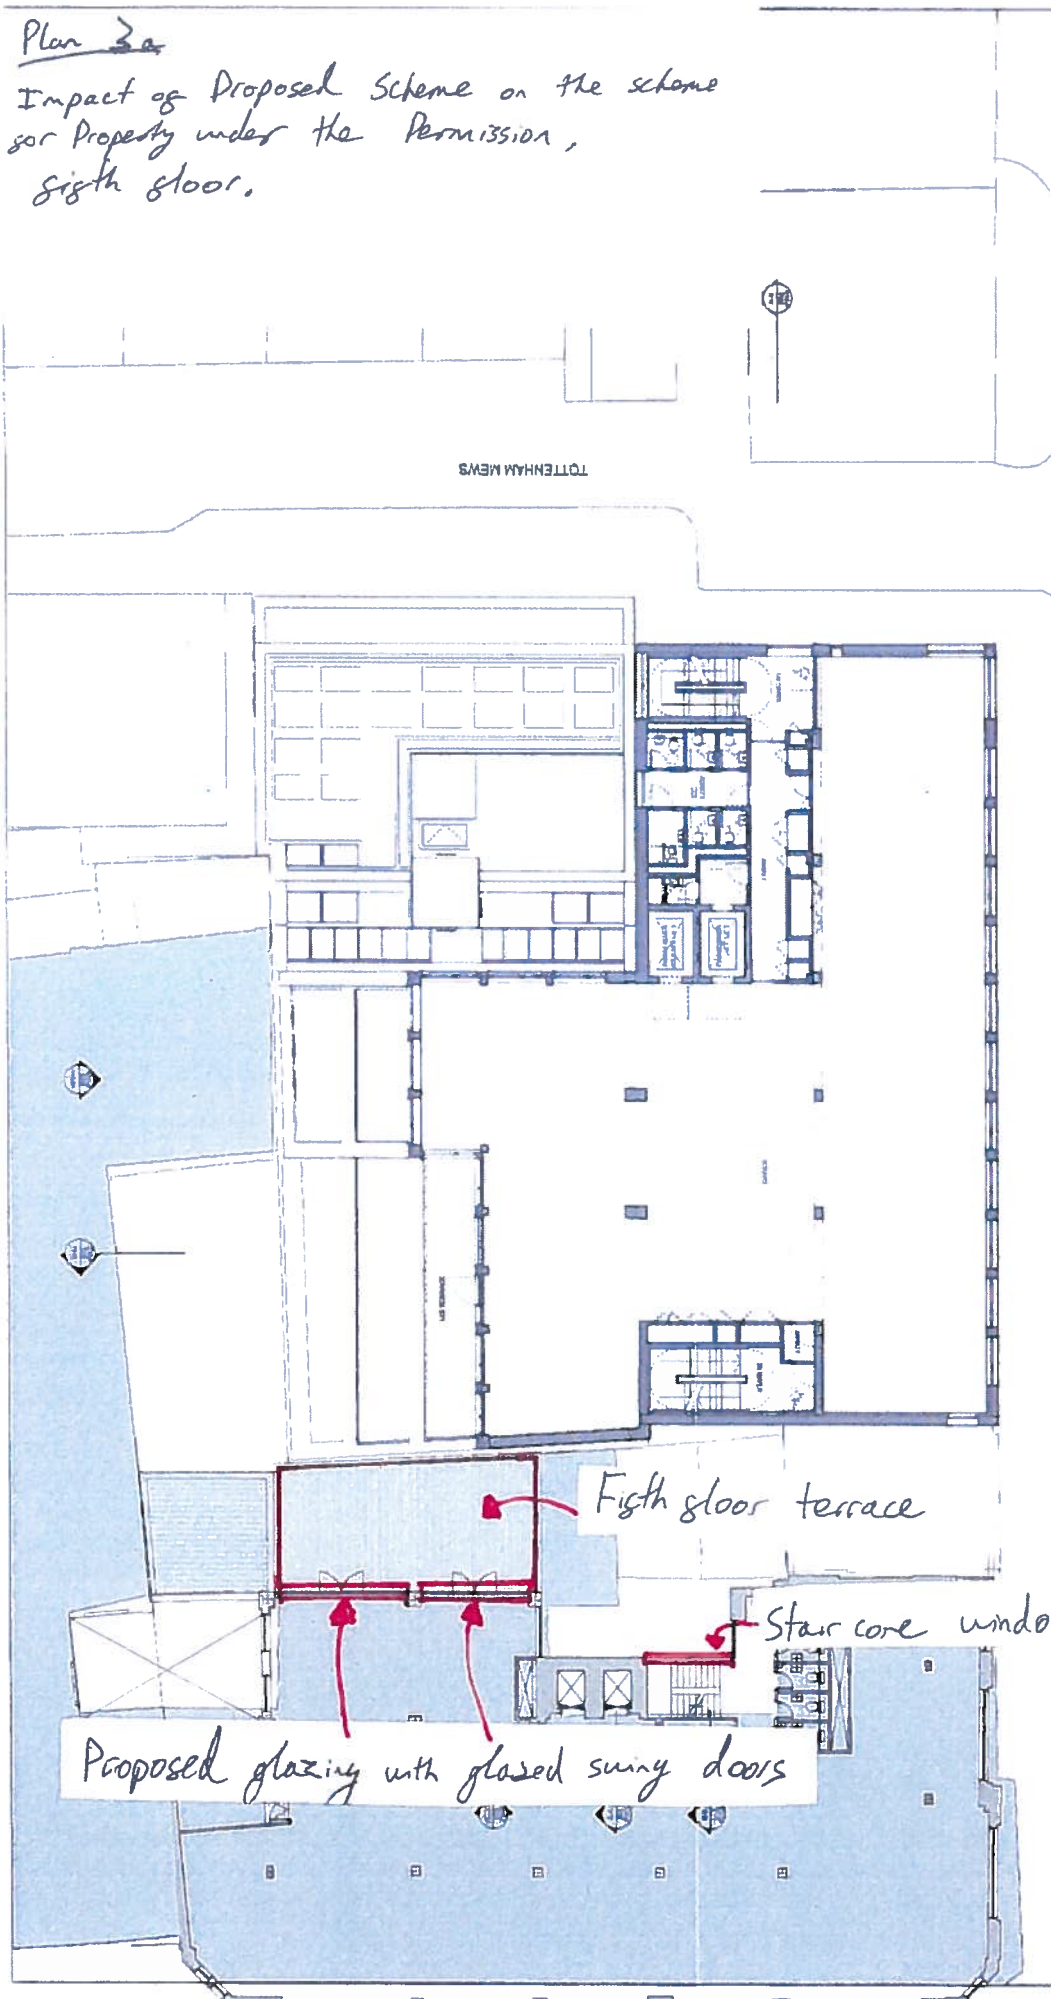 Plan 3a
Impact of Proposed Scheme on the scheme
for Property under the Permission,
fifth floor.
TOTTENHAM MEWS
Fifth floor terrace
Stair core windo
Proposed glazing with glazed swing doors